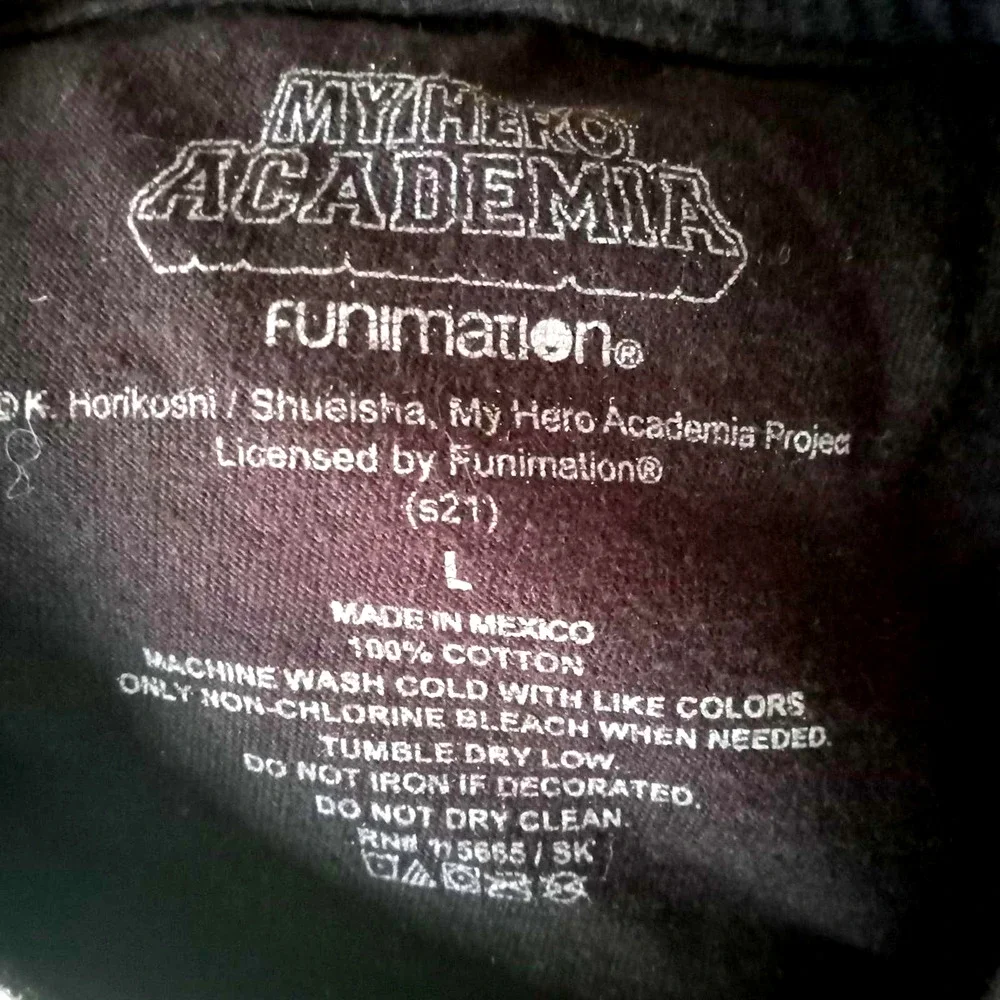 MY HERO
ACADEMIA
FUnimation®
© K. Horikoshi / Shueisha, My Hero Academia Projec
Licensed by Funimation®
(s21)
L
MADE IN MEXICO
100% COTTON
MACHINE WASH COLD WITH LIKE COLORS
ONLY NON-CHLORINE BLEACH WHEN NEEDED.
TUMBLE DRY LOW.
DO NOT IRON IF DECORATED.
DO NOT DRY CLEAN.
RN# 115665 / SK